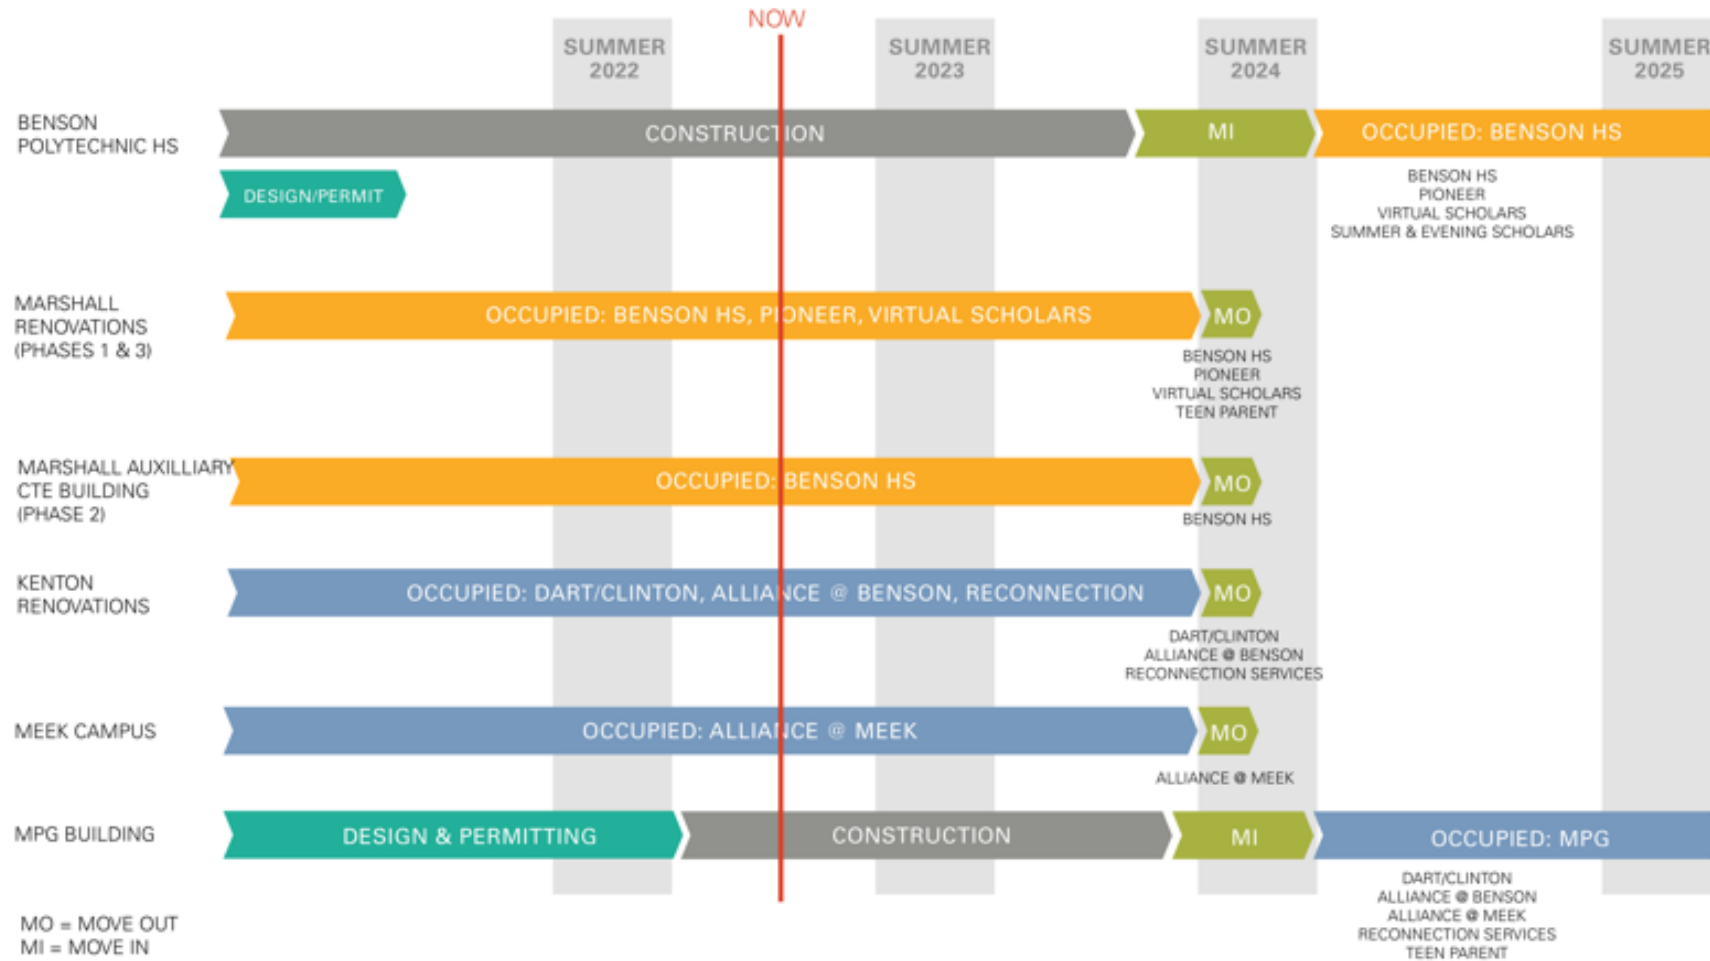 NOW
SUMMER
2022
SUMMER
2023
SUMMER
2024
SUMMER
2025
BENSON
POLYTECHNIC HS
CONSTRUCTION
MI
OCCUPIED: BENSON HS
DESIGN/PERMIT
BENSON HS
PIONEER
VIRTUAL SCHOLARS
SUMMER & EVENING SCHOLARS
MARSHALL
RENOVATIONS
(PHASES 1 & 3)
OCCUPIED: BENSON HS, PIONEER, VIRTUAL SCHOLARS
MO
BENSON HS
PIONEER
VIRTUAL SCHOLARS
TEEN PARENT
MARSHALL AUXILLIARY
CTE BUILDING
(PHASE 2)
OCCUPIED: BENSON HS
MO
BENSON HS
KENTON
RENOVATIONS
OCCUPIED: DART/CLINTON, ALLIANCE @ BENSON, RECONNECTION
MO
DART/CLINTON
ALLIANCE @ BENSON
RECONNECTION SERVICES
MEEK CAMPUS
OCCUPIED: ALLIANCE @ MEEK
MO
ALLIANCE @ MEEK
MPG BUILDING
DESIGN & PERMITTING
CONSTRUCTION
MI
OCCUPIED: MPG
DART/CLINTON
ALLIANCE @ BENSON
ALLIANCE @ MEEK
RECONNECTION SERVICES
TEEN PARENT
MO = MOVE OUT
MI = MOVE IN